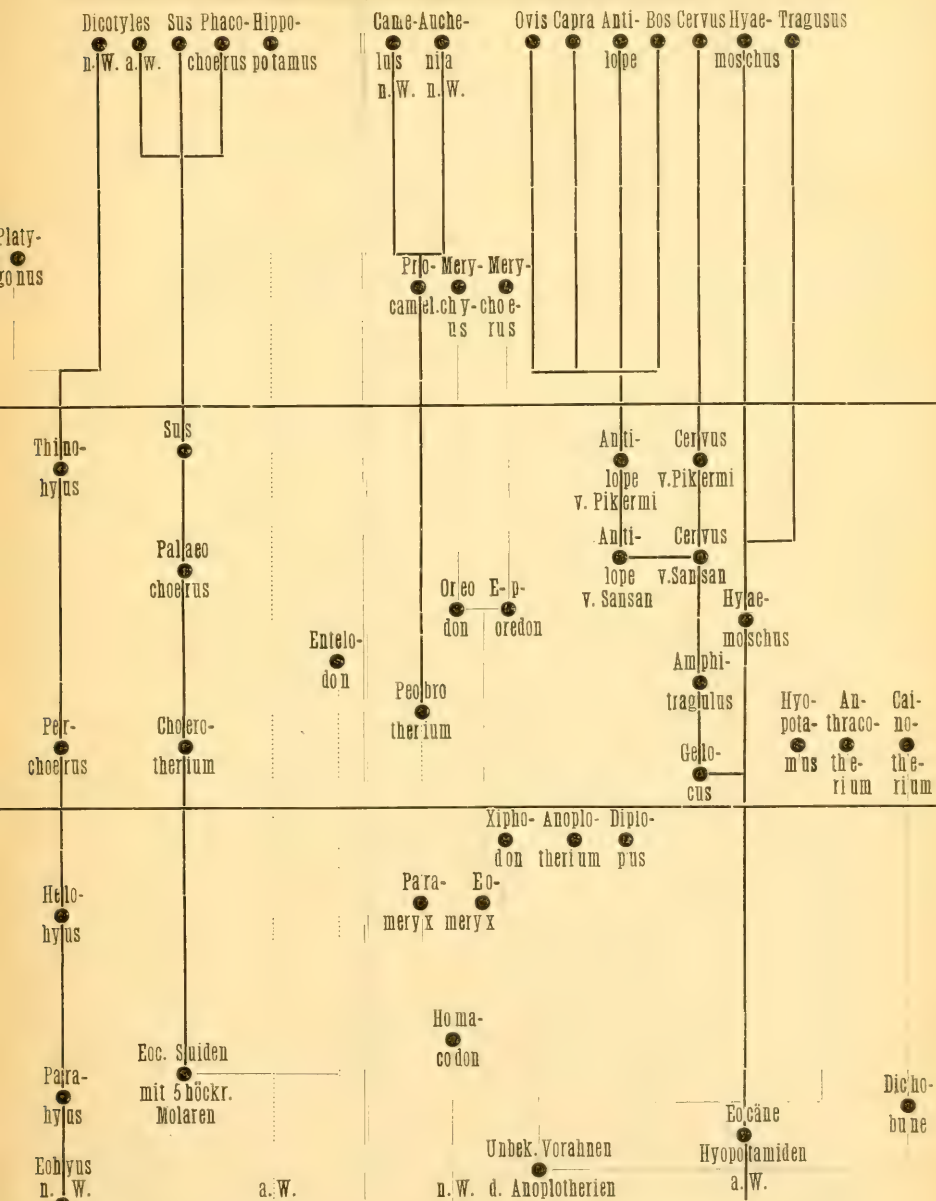 Dicotyles Sus Phaco- Hippo-
n. W. a. w. choerus potamus
Came- Auche-
lus nia
n. W. n. W.
Ovis Capra Anti- Bos Cervus Hyae- Tragusus
lope moschus
Platy-
gonus
Pro- Mery- Mery-
camel. chy- choe-
us rus
Thino-
hyus
Sus
Anti- Cervus
lope v. Pikermi
v. Pikermi
Palaeo
choerus
Anti- Cervus
lope v. Sansan
v. Sansan
Oreo E- p-
don oredon
Hyae-
moschus
Entelo-
don
Amphi-
tragulus
Peobro
therium
Hyo- An- Cai-
pota- thraco- no-
mus the- the-
rium rium
Per-
choerus
Choero-
therium
Gelo-
cus
Xipho- Anoplo- Diplo-
don therium pus
Para- Eo-
meryx meryx
Helo-
hyus
Homa-
codon
Eoc. Suiden
mit 5 höckr.
Molaren
Para-
hyus
Dicho-
bune
Eocäne
Hyopotamiden
a. W.
Unbek. Vorahnen
n. W. d. Anoplotherien
Eohyus
n. W. a. W.